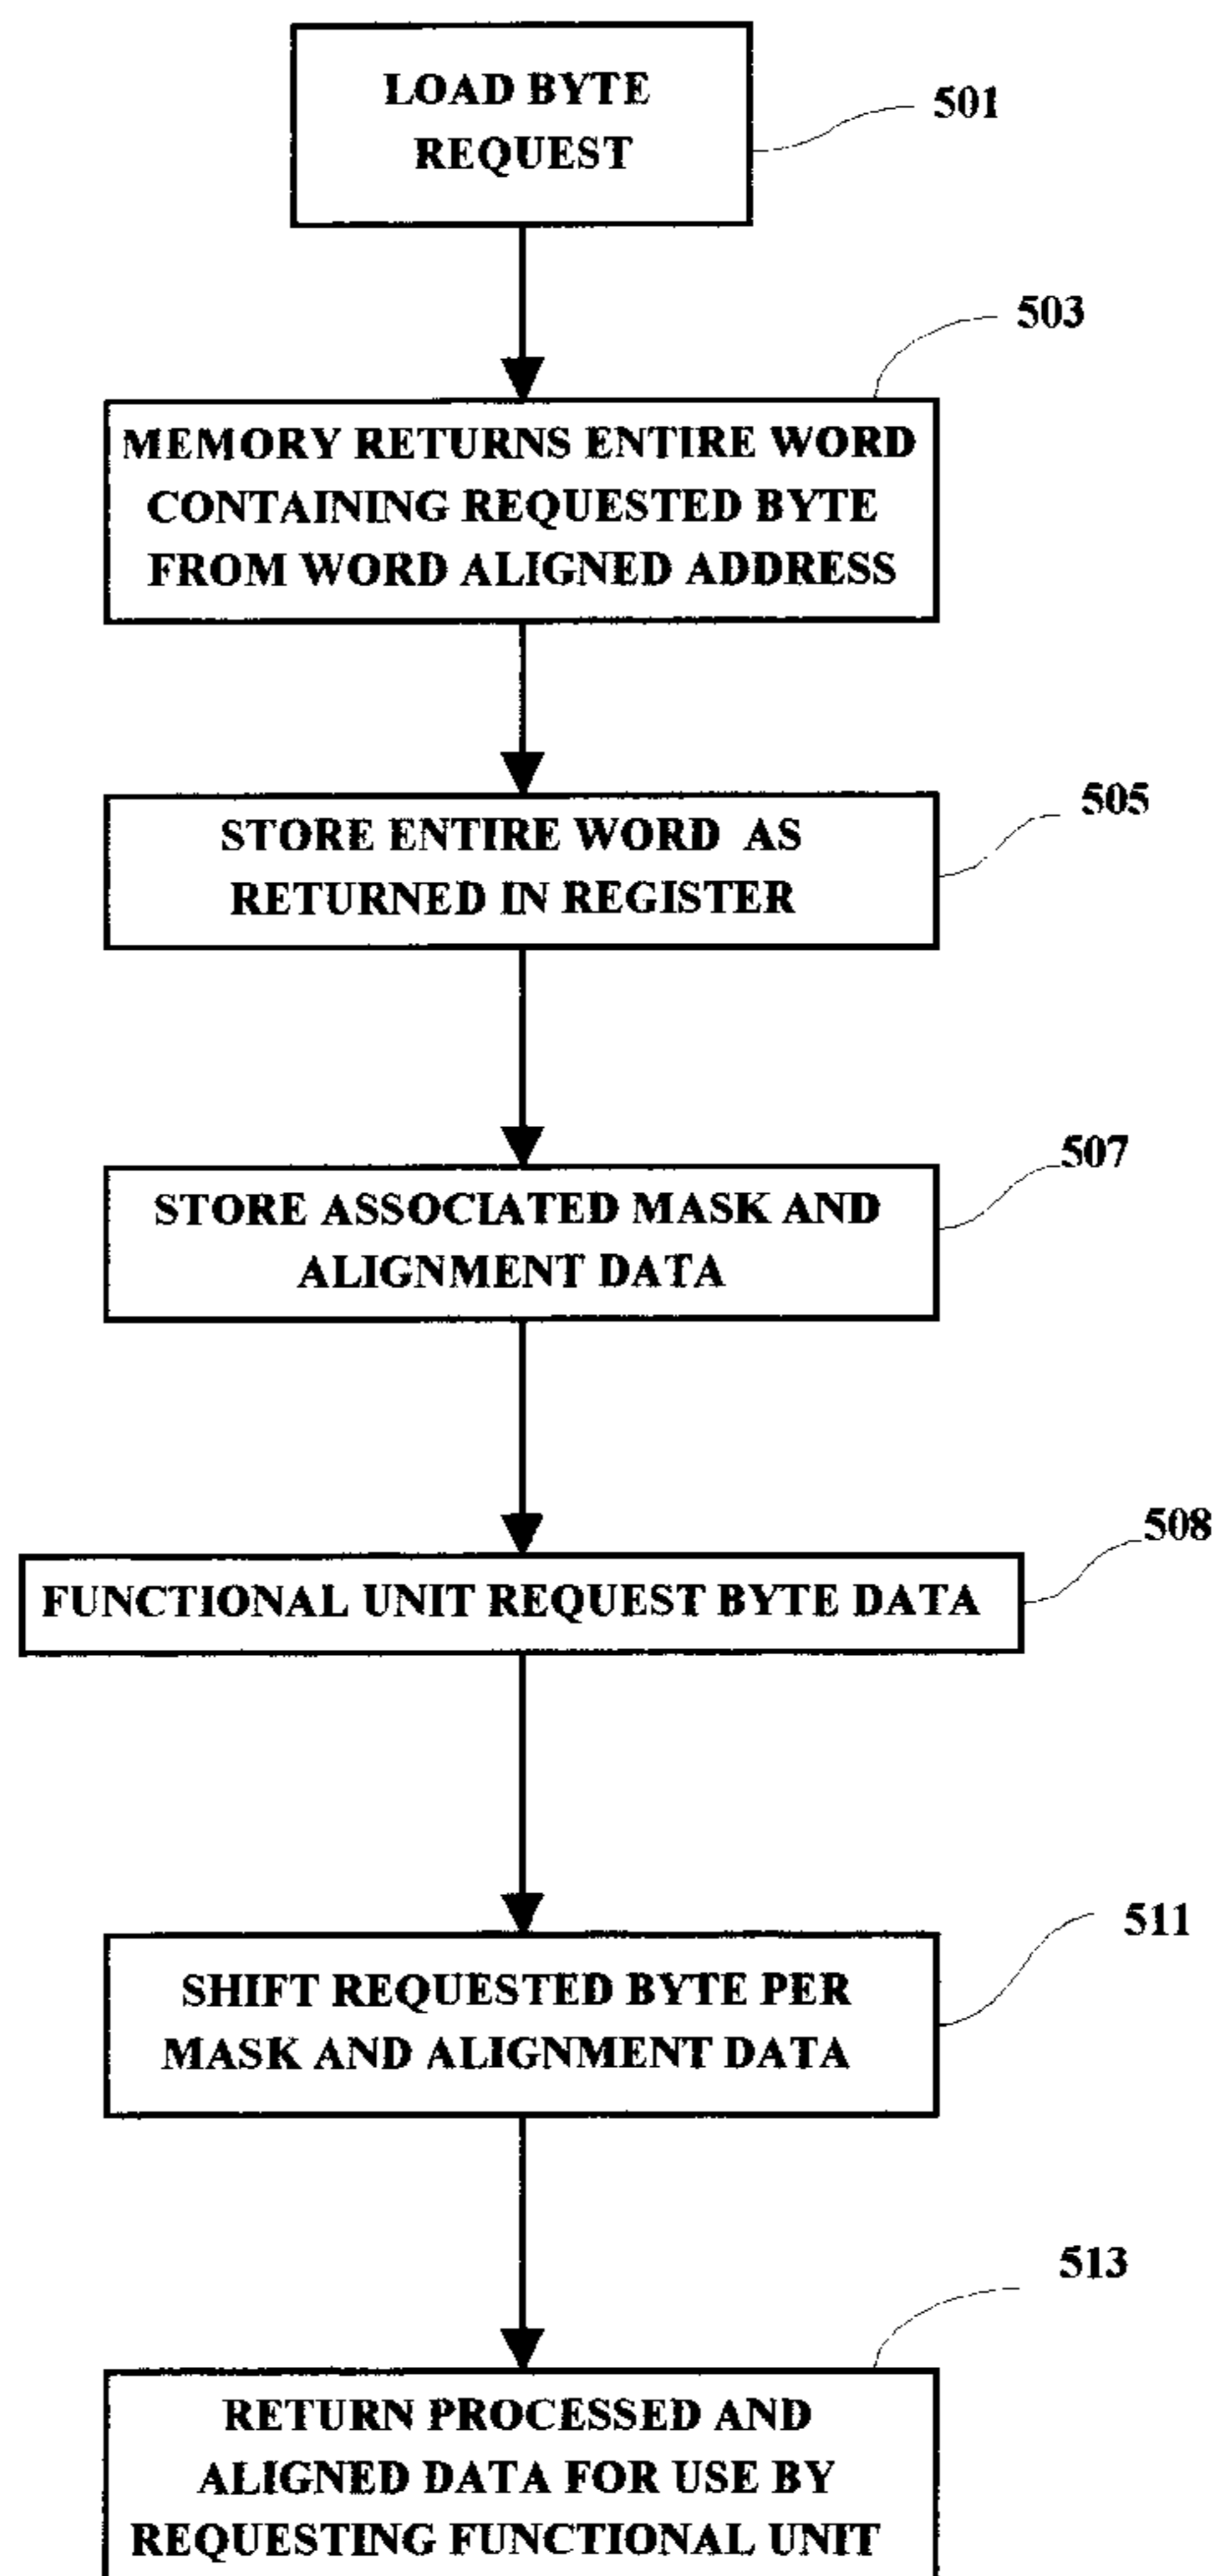 LOAD BYTE
REQUEST
501
503
MEMORY RETURNS ENTIRE WORD
CONTAINING REQUESTED BYTE
FROM WORD ALIGNED ADDRESS
505
STORE ENTIRE WORD AS
RETURNED IN REGISTER
507
STORE ASSOCIATED MASK AND
ALIGNMENT DATA
508
FUNCTIONAL UNIT REQUEST BYTE DATA
511
SHIFT REQUESTED BYTE PER
MASK AND ALIGNMENT DATA
513
RETURN PROCESSED AND
ALIGNED DATA FOR USE BY
REQUESTING FUNCTIONAL UNIT